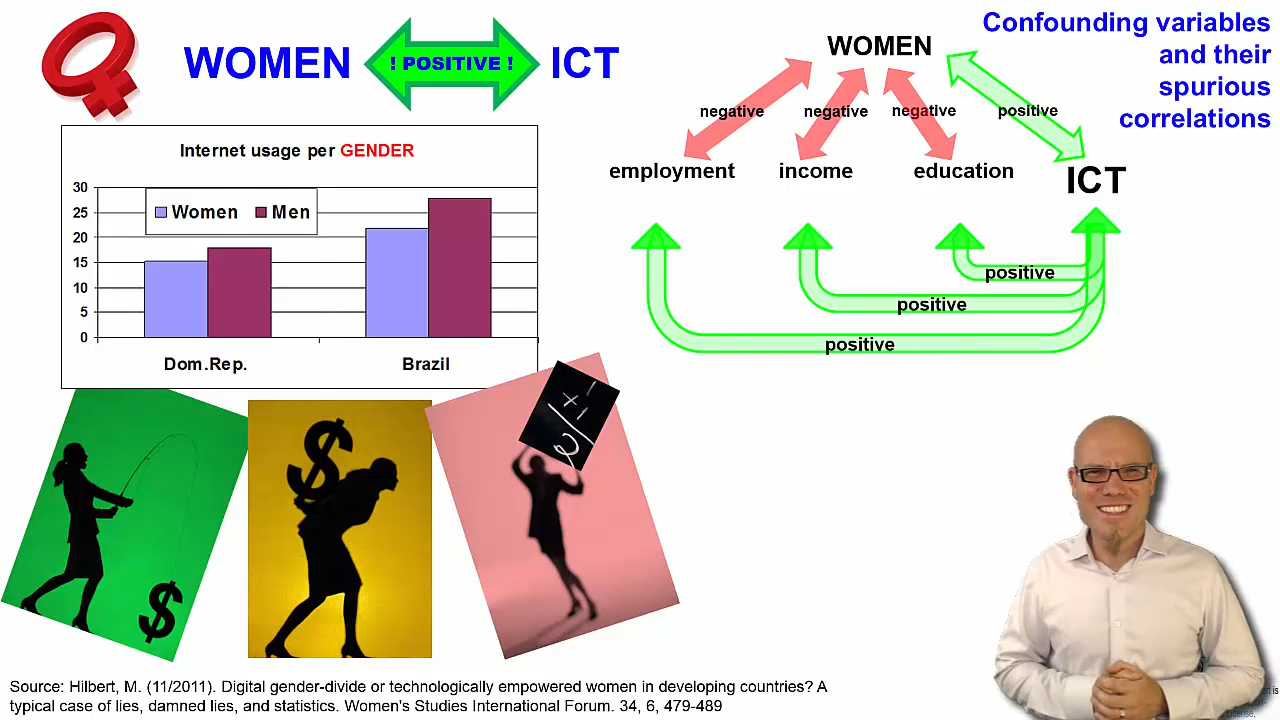 WOMEN ! POSITIVE ! ICT
Internet usage per GENDER
30
25
20
15
10
5
0
Women Men
Dom.Rep. Brazil
WOMEN
negative negative negative positive
employment income education ICT
positive
positive
positive
Confounding variables
and their
spurious
correlations
$
$
Source: Hilbert, M. (11/2011). Digital gender-divide or technologically empowered women in developing countries? A
typical case of lies, damned lies, and statistics. Women's Studies International Forum. 34, 6, 479-489